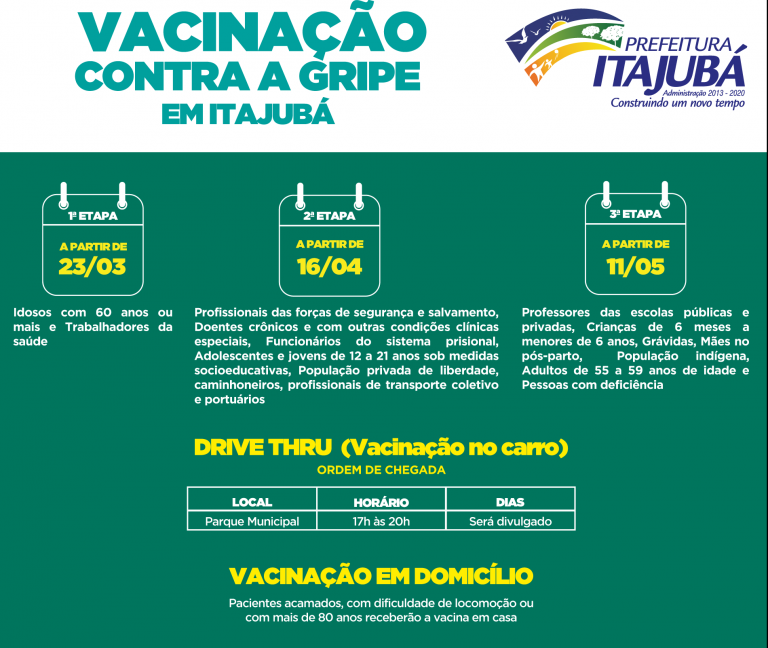 VACINAÇÃO
CONTRA A GRIPE
EM ITAJUBÁ
PREFEITURA
ITAJUBÁ
Administração 2013 - 2020
Construindo um novo tempo
1ª ETAPA
A PARTIR DE
23/03
Idosos com 60 anos ou
mais e Trabalhadores da
saúde
2ª ETAPA
A PARTIR DE
16/04
Profissionais das forças de segurança e salvamento,
Doentes crônicos e com outras condições clínicas
especiais, Funcionários do sistema prisional,
Adolescentes e jovens de 12 a 21 anos sob medidas
socioeducativas, População privada de liberdade,
caminhoneiros, profissionais de transporte coletivo
e portuários
3ª ETAPA
A PARTIR DE
11/05
Professores das escolas públicas e
privadas, Crianças de 6 meses a
menores de 6 anos, Grávidas, Mães no
pós-parto, População indígena,
Adultos de 55 a 59 anos de idade e
Pessoas com deficiência
DRIVE THRU (Vacinação no carro)
ORDEM DE CHEGADA
LOCAL HORÁRIO DIAS
Parque Municipal 17h às 20h Será divulgado
VACINAÇÃO EM DOMICÍLIO
Pacientes acamados, com dificuldade de locomoção ou
com mais de 80 anos receberão a vacina em casa